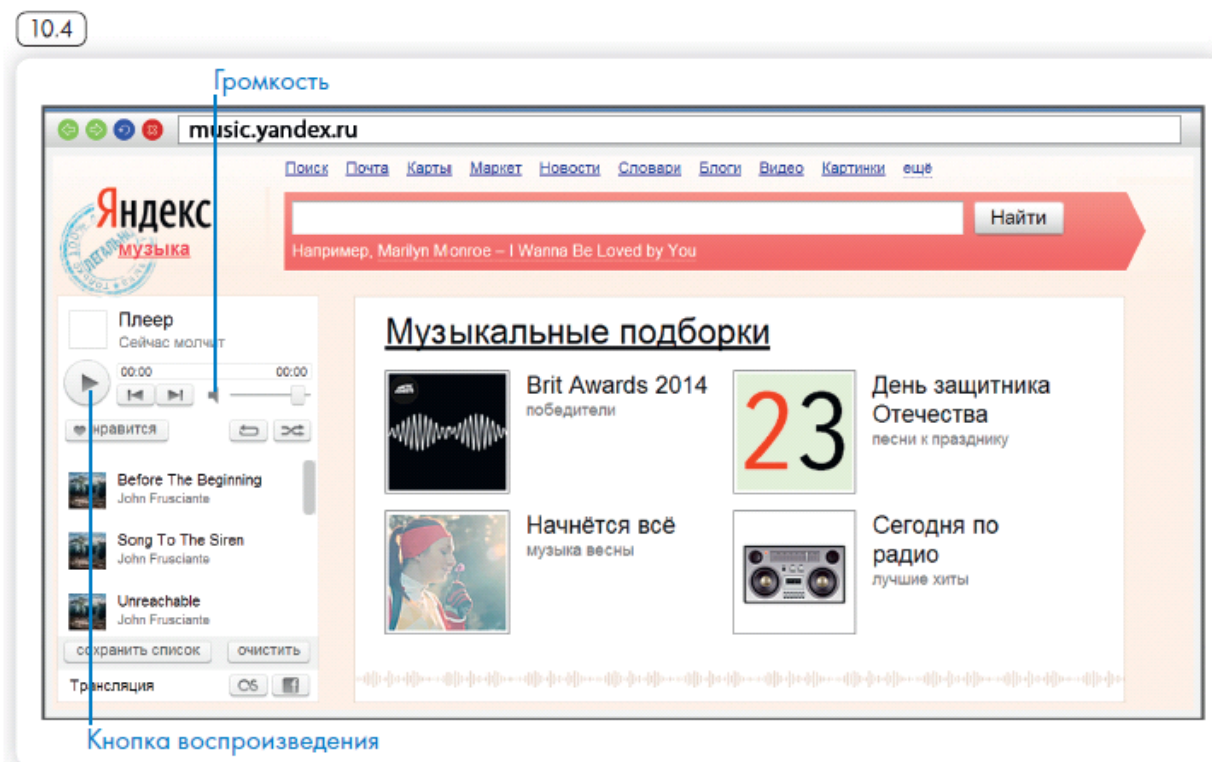 10.4
Громкость
music.yandex.ru
Поиск Почта Карты Маркет Новости Словари Блоги Видео Картинки ещё
Яндекс
музыка
Найти
Например, Marilyn Monroe – I Wanna Be Loved by You
Плеер
Сейчас молчит
00:00 00:00
нравится
Before The Beginning
John Frusciante
Song To The Siren
John Frusciante
Unreachable
John Frusciante
сохранить список очистить
Трансляция
Музыкальные подборки
Brit Awards 2014
победители
23
День защитника
Отечества
песни к празднику
Начнётся всё
музыка весны
Сегодня по
радио
лучшие хиты
Кнопка воспроизведения